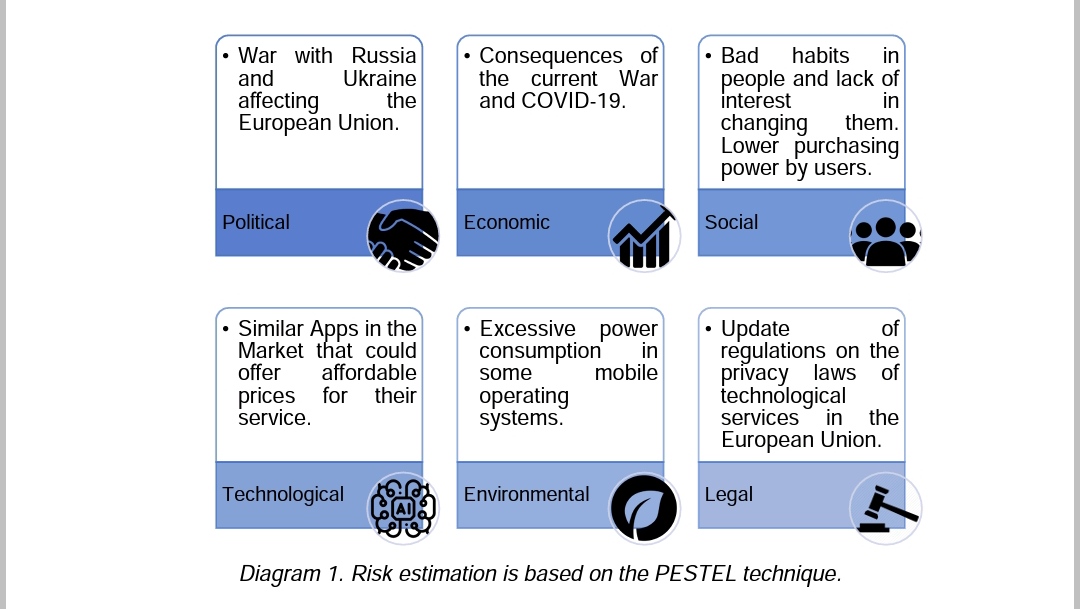 • War with Russia
and Ukraine
affecting the
European Union.
Political
• Consequences of
the current War
and COVID-19.
Economic
• Bad habits in
people and lack of
interest in
changing them.
Lower purchasing
power by users.
Social
• Similar Apps in the
Market that could
offer affordable
prices for their
service.
Technological
AI
• Excessive power
consumption in
some mobile
operating
systems.
Environmental
• Update of
regulations on the
privacy laws of
technological
services in the
European Union.
Legal
Diagram 1. Risk estimation is based on the PESTEL technique.